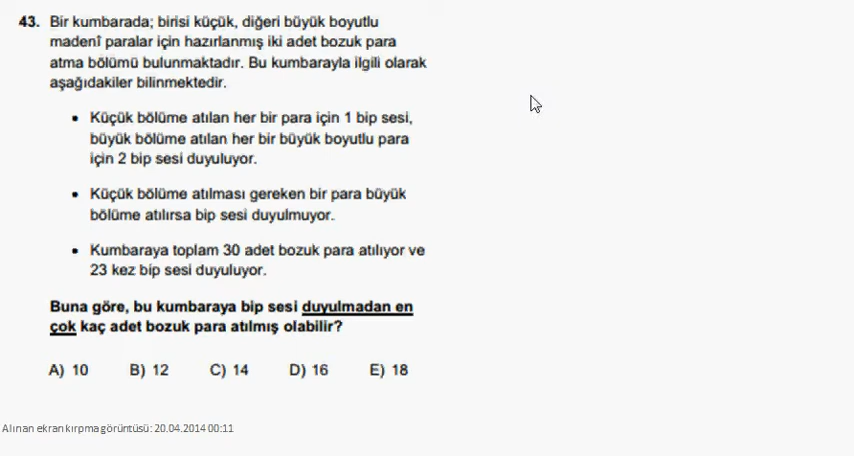 43. Bir kumbarada; birisi küçük, diğeri büyük boyutlu
madenî paralar için hazırlanmış iki adet bozuk para
atma bölümü bulunmaktadır. Bu kumbarayla ilgili olarak
aşağıdakiler bilinmektedir.
• Küçük bölüme atılan her bir para için 1 bip sesi,
büyük bölüme atılan her bir büyük boyutlu para
için 2 bip sesi duyuluyor.
• Küçük bölüme atılması gereken bir para büyük
bölüme atılırsa bip sesi duyulmuyor.
• Kumbaraya toplam 30 adet bozuk para atılıyor ve
23 kez bip sesi duyuluyor.
Buna göre, bu kumbaraya bip sesi duyulmadan en
çok kaç adet bozuk para atılmış olabilir?
A) 10 B) 12 C) 14 D) 16 E) 18
Alınan ekran kırpma görüntüsü: 20.04.2014 00:11